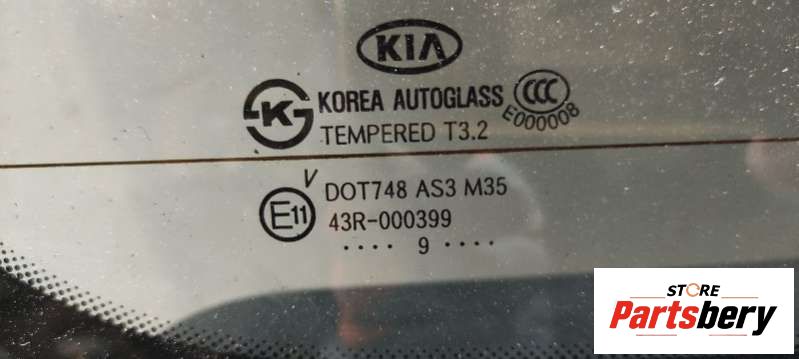 KIA
K KOREA AUTOGLASS CCC
E000008
TEMPERED T3.2
V
E11 DOT748 AS3 M35
43R-000399
.... 9 ....
STORE
Partsbery